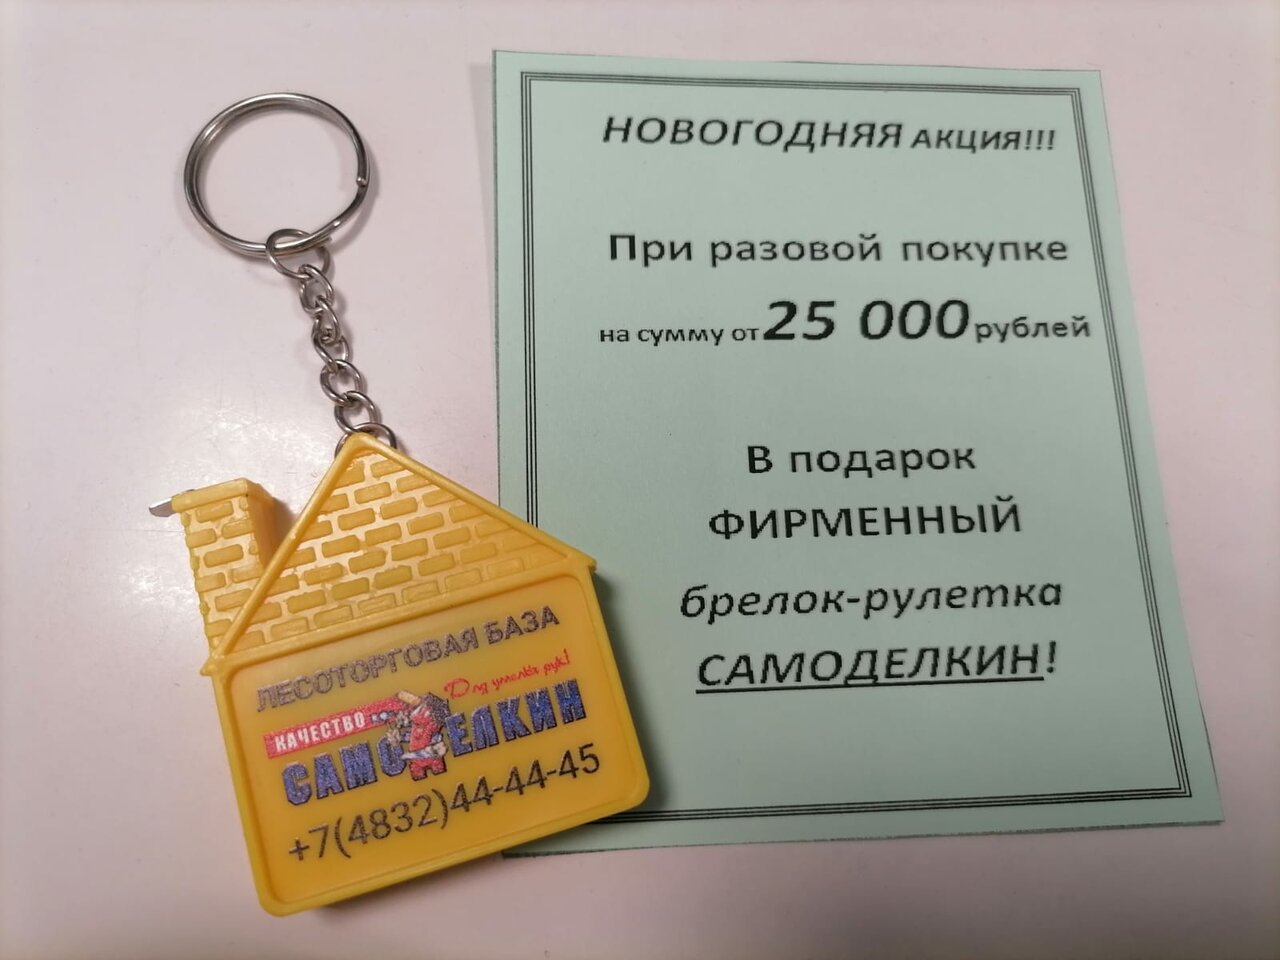 НОВОГОДНЯЯ АКЦИЯ!!!
При разовой покупке
на сумму от 25 000 рублей
В подарок
ФИРМЕННЫЙ
брелок-рулетка
САМОДЕЛКИН!
ЛЕСОТОРГОВАЯ БАЗА
Для умелых рук!
КАЧЕСТВО
САМОДЕЛКИН
+7(4832)44-44-45